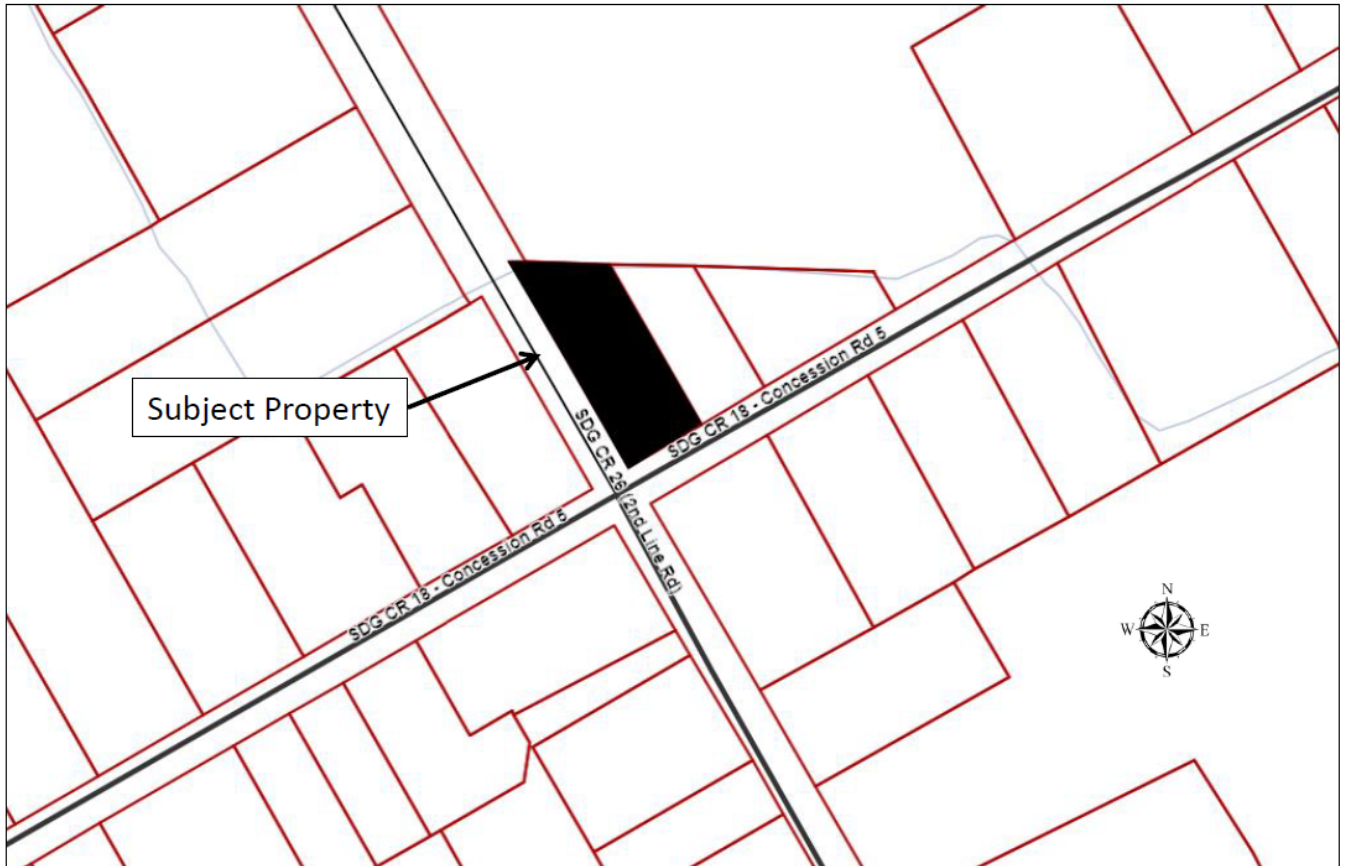 Subject Property
SDG CR 18 - Concession Rd 5
SDG CR 26 (2nd Line Rd)
SDG CR 18 - Concession Rd 5
N
W E
S